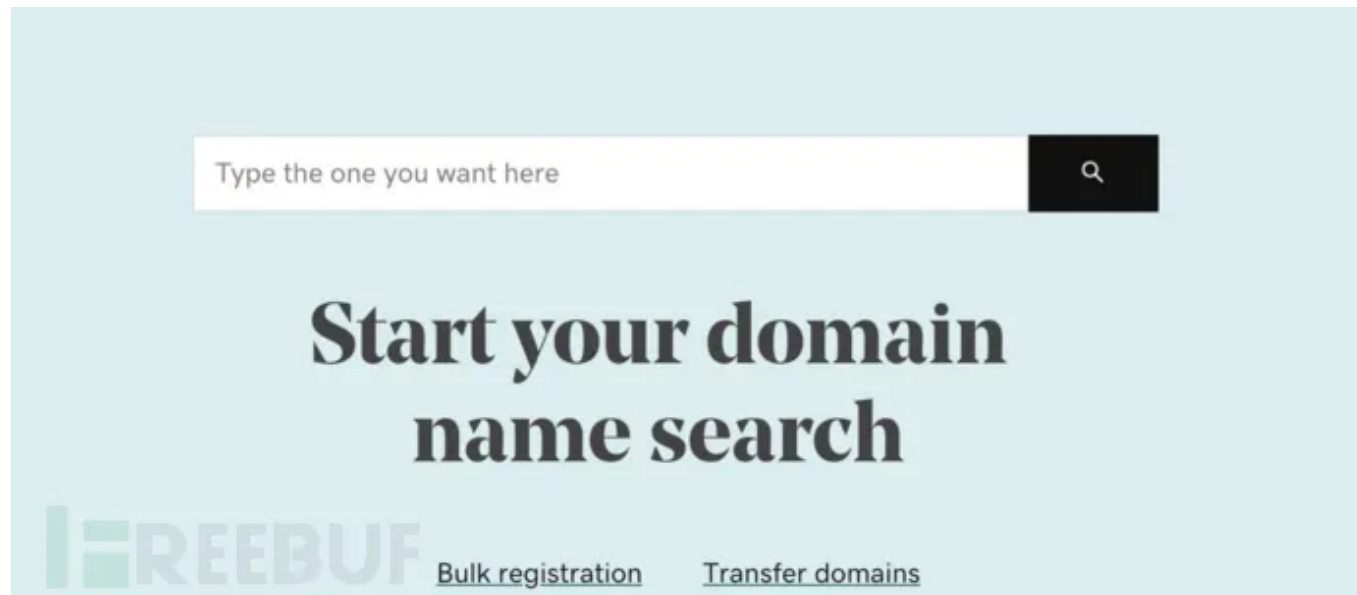 Type the one you want here
Start your domain
name search
FREEBUF
Bulk registration
Transfer domains